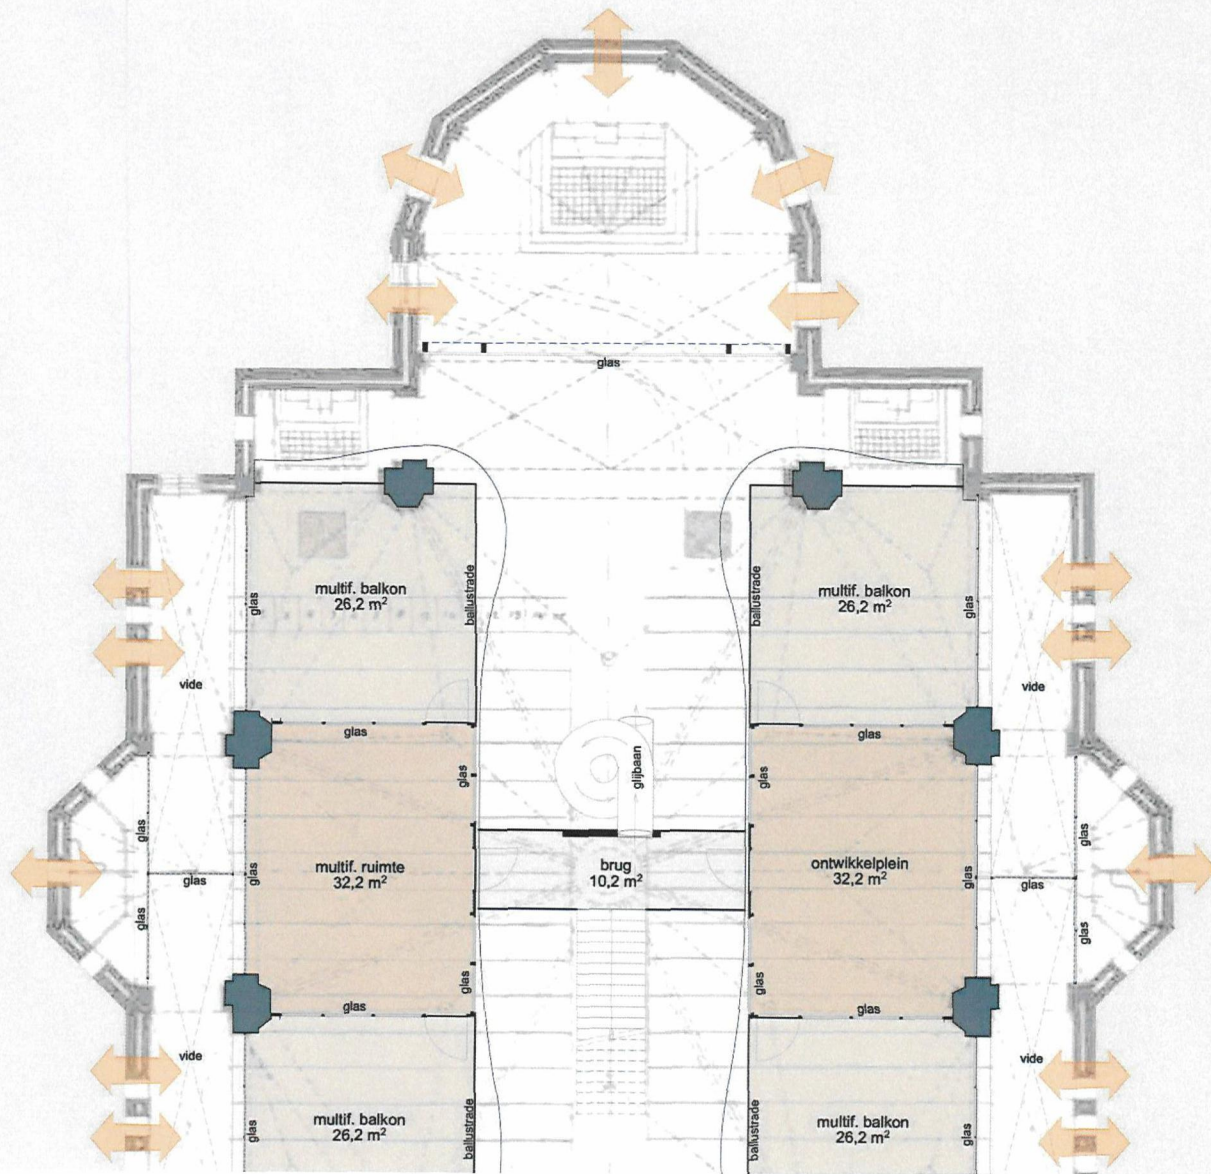 glas
multif. balkon
26,2 m²
glas
ballustrade
multif. balkon
26,2 m²
ballustrade
glas
vide
vide
glas
glas
glas
glas
glijbaan
glas
glas
glas
glas
multif. ruimte
32,2 m²
brug
10,2 m²
ontwikkelplein
32,2 m²
glas
glas
glas
glas
glas
glas
glas
glas
glas
glas
vide
vide
multif. balkon
26,2 m²
glas
ballustrade
multif. balkon
26,2 m²
ballustrade
glas